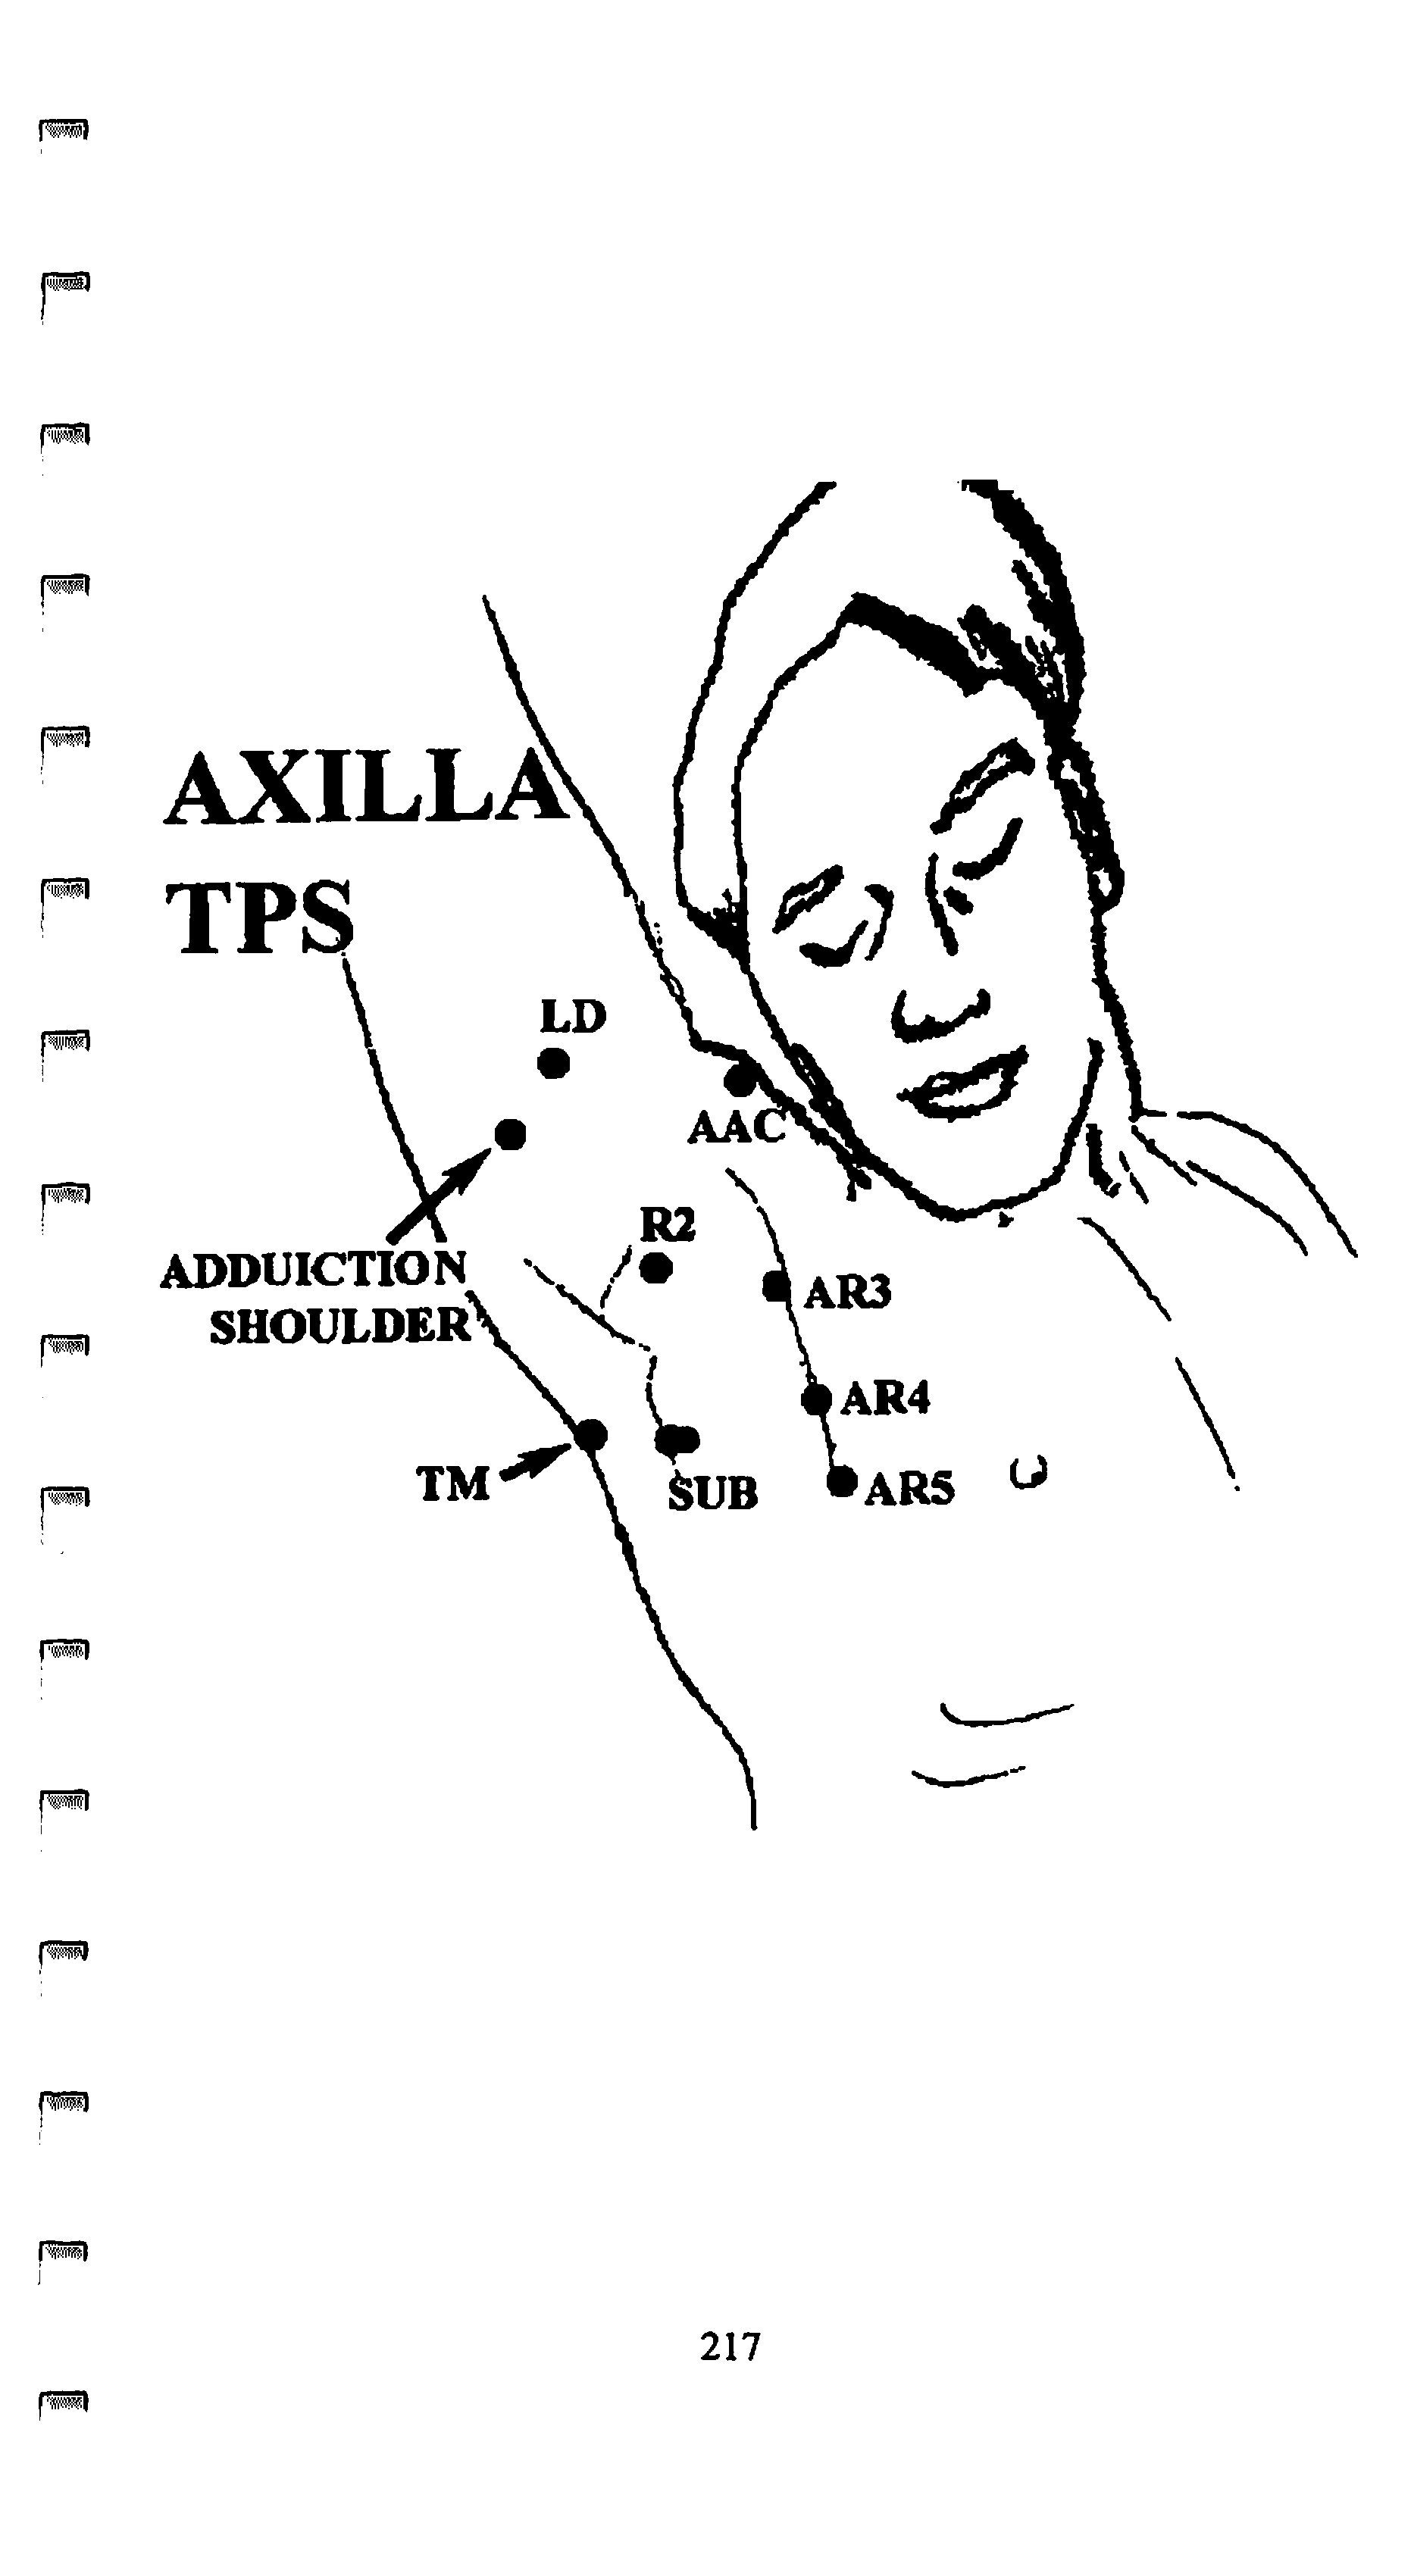 AXILLA
TPS
LD
AAC
R2
ADDUICTION
SHOULDER
AR3
AR4
TM
SUB
AR5
217